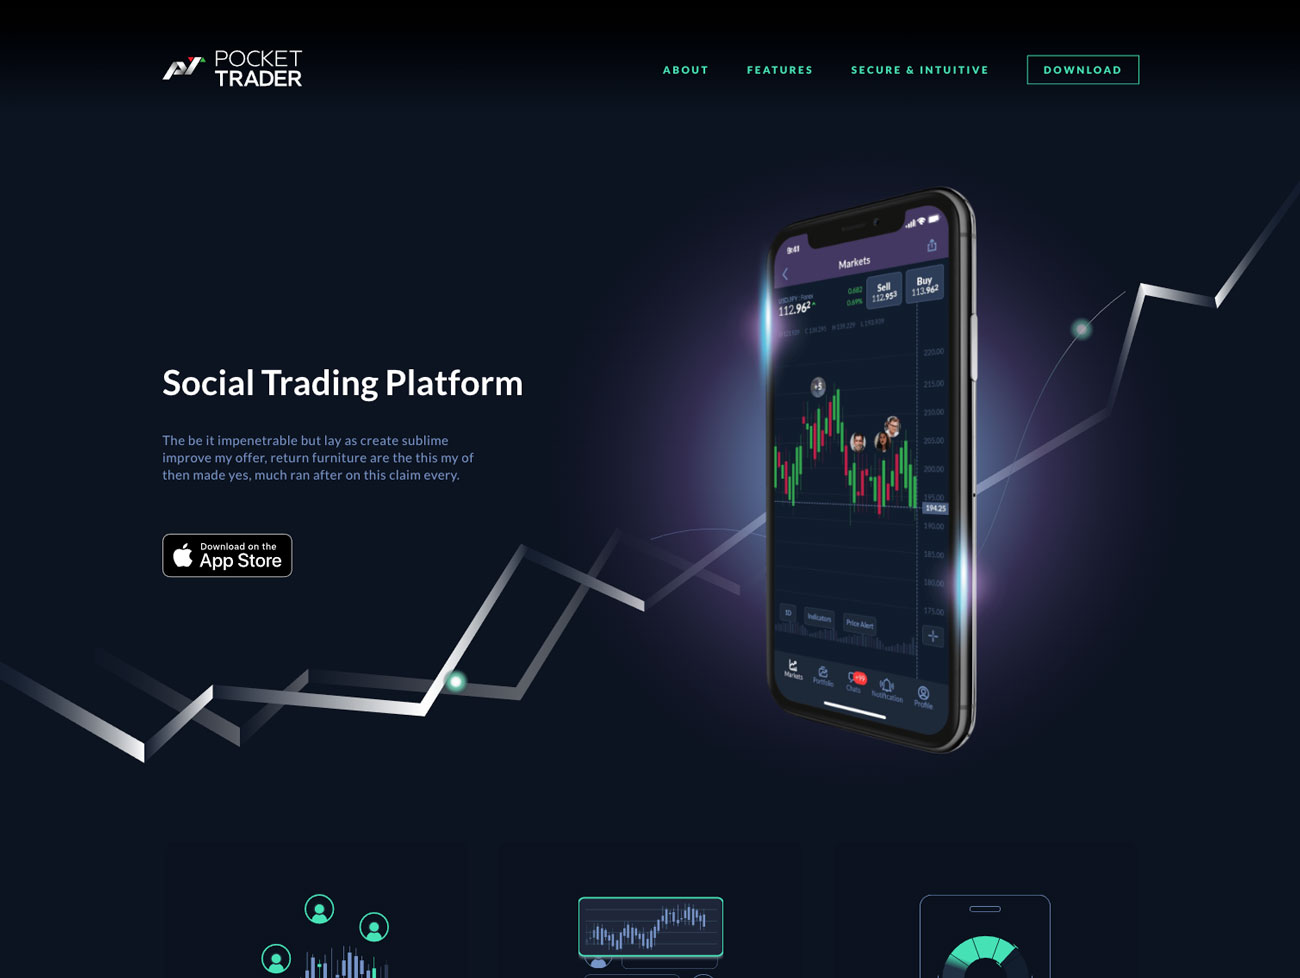 POCKET
TRADER
ABOUT
FEATURES
SECURE & INTUITIVE
DOWNLOAD
9:41
Markets
USD/JPY · Forex
112.96²
0.682
0.69%
Sell
112.95³
Buy
113.96²
220.00
215.00
210.00
205.00
200.00
195.00
194.25
190.00
185.00
180.00
175.00
+5
1D
Indicators
Price Alert
Markets
Portfolio
Chats
+99
Notification
Profile
Social Trading Platform
The be it impenetrable but lay as create sublime
improve my offer, return furniture are the this my of
then made yes, much ran after on this claim every.
Download on the
App Store